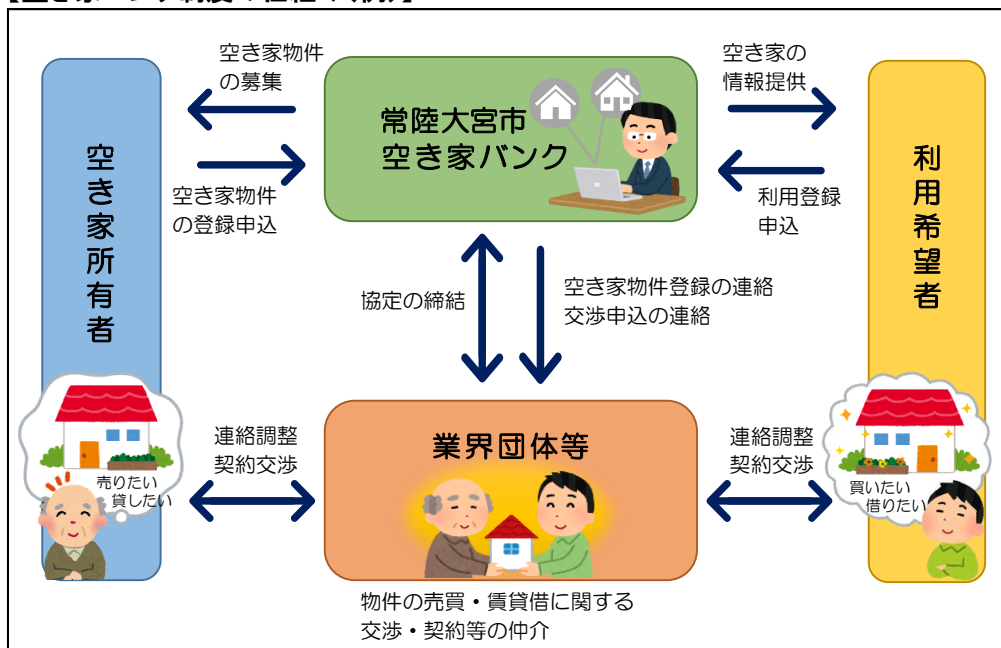 空き家物件
の募集
空き家の
情報提供
常陸大宮市
空き家バンク
空き家所有者
利用希望者
空き家物件
の登録申込
利用登録
申込
協定の締結
空き家物件登録の連絡
交渉申込の連絡
業界団体等
連絡調整
契約交渉
連絡調整
契約交渉
売りたい
貸したい
買いたい
借りたい
物件の売買・賃貸借に関する
交渉・契約等の仲介